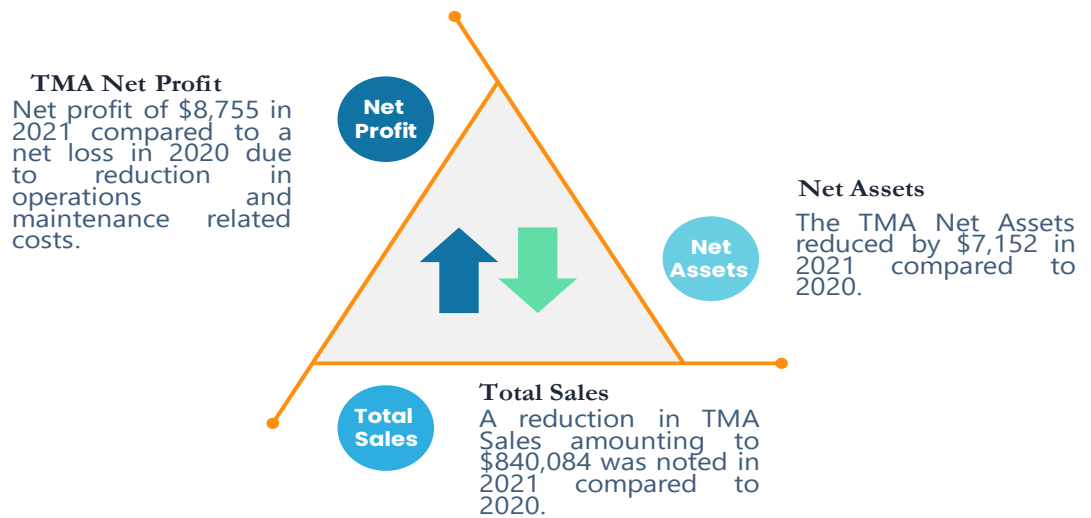 TMA Net Profit
Net profit of $8,755 in
2021 compared to a
net loss in 2020 due
to reduction in
operations and
maintenance related
costs.
Net
Profit
Net
Assets
Net Assets
The TMA Net Assets
reduced by $7,152 in
2021 compared to
2020.
Total
Sales
Total Sales
A reduction in TMA
Sales amounting to
$840,084 was noted in
2021 compared to
2020.